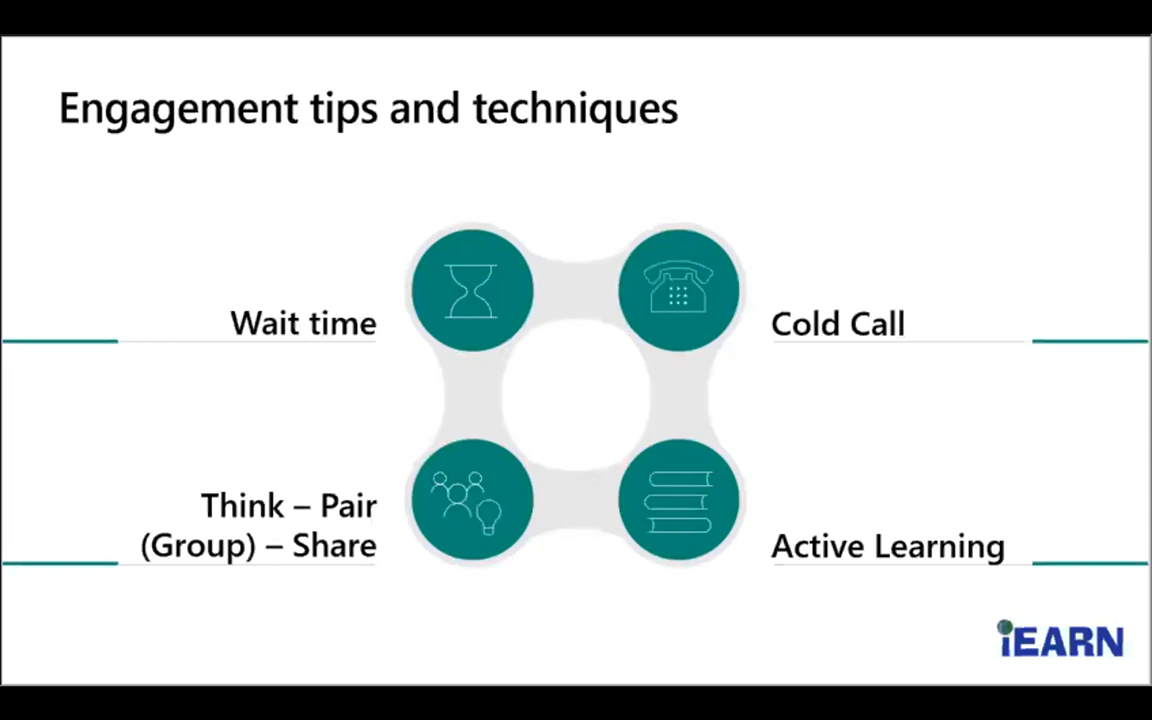 Engagement tips and techniques
Wait time
Cold Call
Think – Pair
(Group) – Share
Active Learning
iEARN